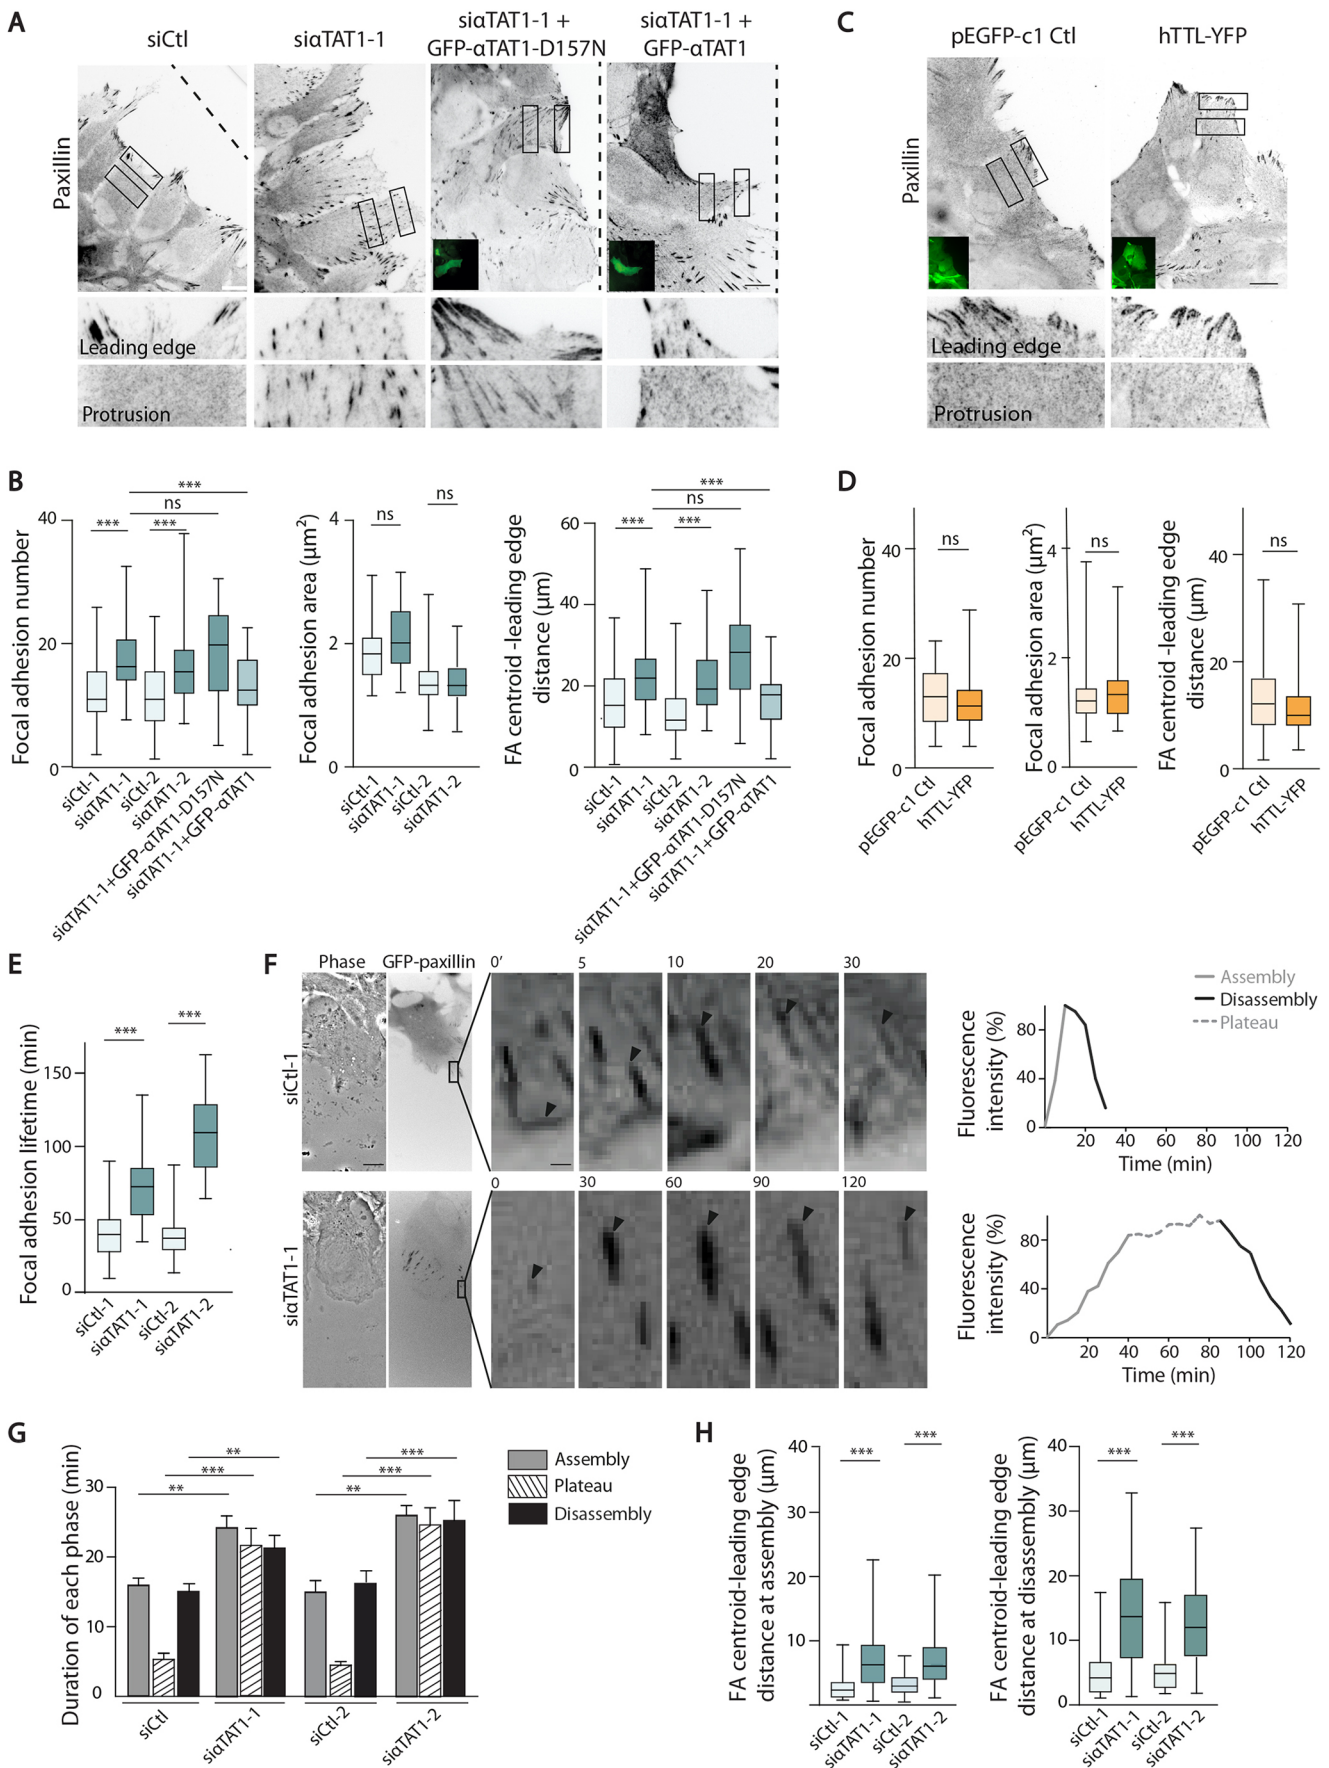 A
siCtl
siαTAT1-1
siαTAT1-1 +
GFP-αTAT1-D157N
siαTAT1-1 +
GFP-αTAT1
Paxillin
Leading edge
Protrusion
C
pEGFP-c1 Ctl
hTTL-YFP
Paxillin
Leading edge
Protrusion
B
Focal adhesion number
40
20
0
***
***
ns
***
siCtl-1
siαTAT1-1
siCtl-2
siαTAT1-2
siαTAT1-1+GFP-αTAT1-D157N
siαTAT1-1+GFP-αTAT1
Focal adhesion area (µm²)
4
2
0
ns
ns
siCtl-1
siαTAT1-1
siCtl-2
siαTAT1-2
FA centroid -leading edge
distance (µm)
60
40
20
0
***
***
ns
***
siCtl-1
siαTAT1-1
siCtl-2
siαTAT1-2
siαTAT1-1+GFP-αTAT1-D157N
siαTAT1-1+GFP-αTAT1
D
Focal adhesion number
40
20
0
ns
pEGFP-c1 Ctl
hTTL-YFP
Focal adhesion area (µm²)
4
2
0
ns
pEGFP-c1 Ctl
hTTL-YFP
FA centroid-leading edge
distance (µm)
40
20
0
ns
pEGFP-c1 Ctl
hTTL-YFP
E
Focal adhesion lifetime (min)
150
100
50
0
***
***
siCtl-1
siαTAT1-1
siCtl-2
siαTAT1-2
F
Phase
GFP-paxillin
0'
5
10
20
30
siCtl-1
0
30
60
90
120
siαTAT1-1
Assembly
Disassembly
Plateau
Fluorescence
intensity (%)
80
40
0
20 40 60 80 100 120
Time (min)
Fluorescence
intensity (%)
80
40
0
20 40 60 80 100 120
Time (min)
G
Duration of each phase (min)
30
20
10
0
**
***
**
**
***
***
Assembly
Plateau
Disassembly
siCtl
siαTAT1-1
siCtl-2
siαTAT1-2
H
FA centroid-leading edge
distance at assembly (µm)
40
30
20
10
***
***
siCtl-1
siαTAT1-1
siCtl-2
siαTAT1-2
FA centroid-leading edge
distance at disassembly (µm)
40
30
20
10
0
***
***
siCtl-1
siαTAT1-1
siCtl-2
siαTAT1-2